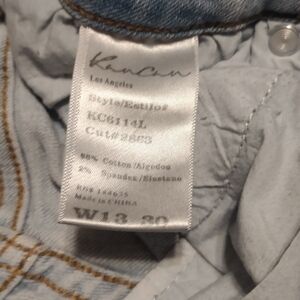 KanCan
Los Angeles
Style/Estilo#
KC6114L
Cut#2863
98% Cotton/Algodon
2% Spandex/Elastano
RN# 144625
Made in CHINA
W13 30